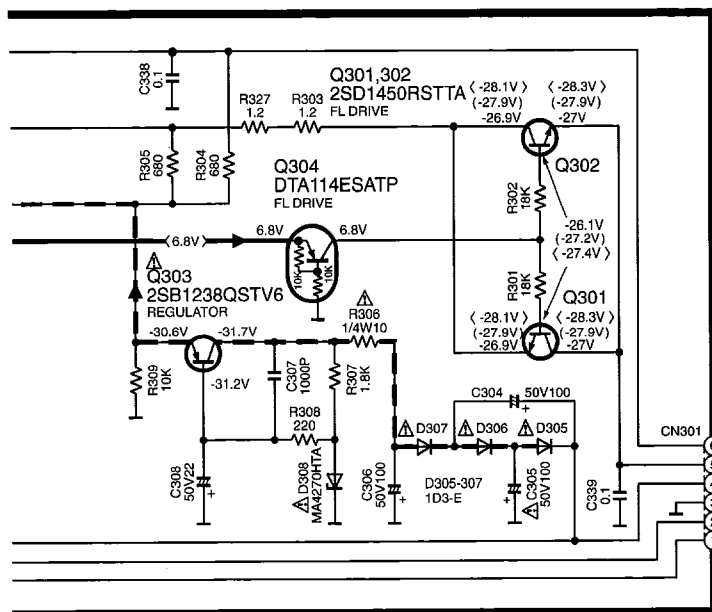 C338
0.1
R327
1.2
R303
1.2
Q301,302
2SD1450RSTTA
FL DRIVE
⟨-28.1V⟩
(-27.9V)
-26.9V
⟨-28.3V⟩
(-27.9V)
-27V
R305
680
R304
680
Q304
DTA114ESATP
FL DRIVE
Q302
R302
18K
⟨6.8V⟩
6.8V
6.8V
10K
10K
-26.1V
(-27.2V)
⟨-27.4V⟩
Q303
2SB1238QSTV6
REGULATOR
R301
18K
Q301
R306
1/4W10
-30.6V
-31.7V
-31.2V
⟨-28.1V⟩
(-27.9V)
-26.9V
⟨-28.3V⟩
(-27.9V)
-27V
R309
10K
C307
1000P
R307
1.8K
C304
50V100
R308
220
D307
D306
D305
CN301
C308
50V22
+
D308
MA4270HTA
C306
50V100
+
D305-307
1D3-E
+
C305
50V100
+
C339
0.1